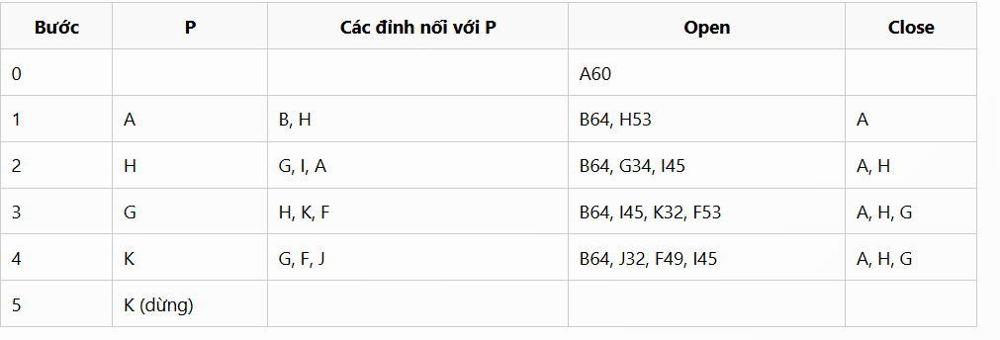 Bước P Các đỉnh nối với P Open Close
0 A60
1 A B, H B64, H53 A
2 H G, I, A B64, G34, I45 A, H
3 G H, K, F B64, I45, K32, F53 A, H, G
4 K G, F, J B64, J32, F49, I45 A, H, G
5 K (dừng)